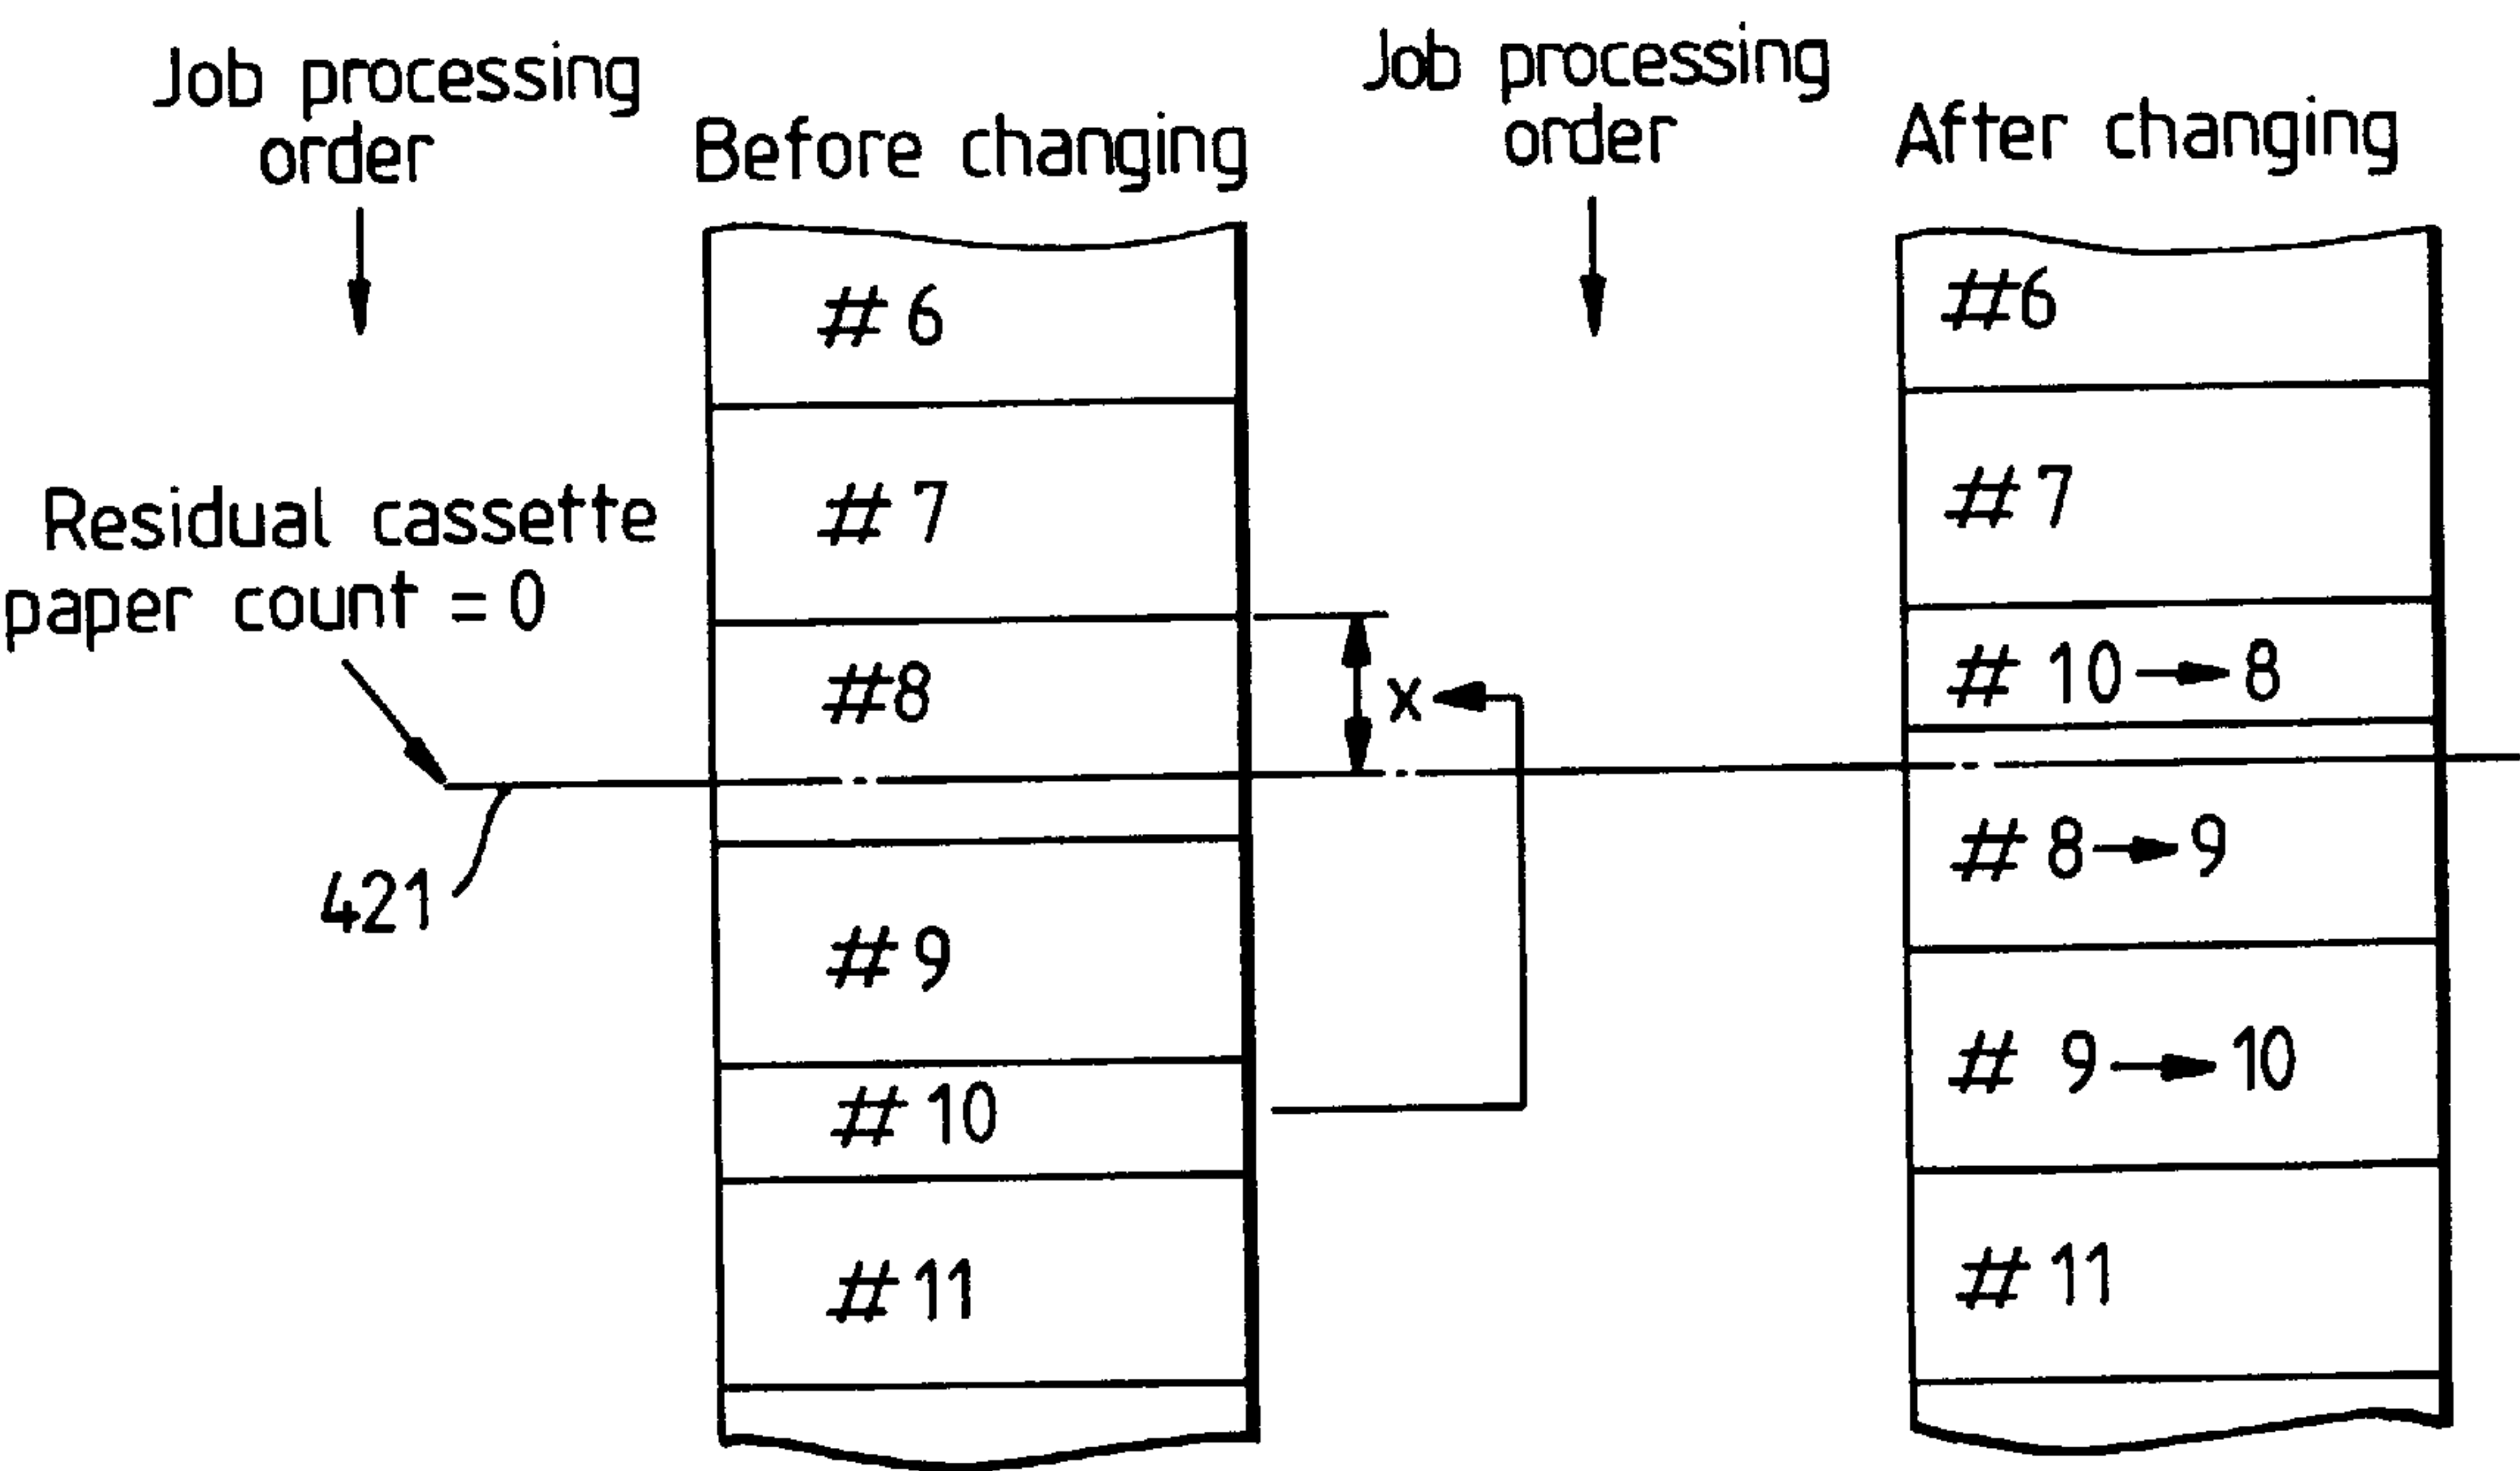 Job processing
order
Before changing
Job processing
order
After changing
# 6
# 7
#8
# 9
# 10
# 11
Residual cassette
paper count = 0
421
x
#6
# 7
# 10→8
# 8→9
# 9→10
# 11